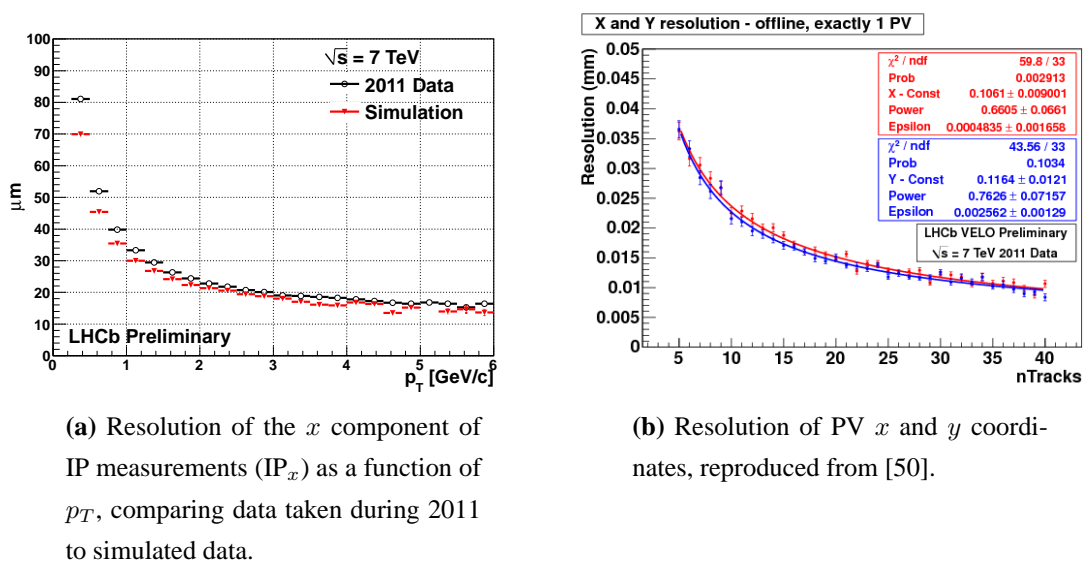 100
90
80
70
60
50
40
30
20
10
0
μm
√s = 7 TeV
2011 Data
Simulation
LHCb Preliminary
0 1 2 3 4 5 6
p_T [GeV/c]
(a) Resolution of the x component of
IP measurements (IP_x) as a function of
p_T, comparing data taken during 2011
to simulated data.
X and Y resolution - offline, exactly 1 PV
Resolution (mm)
0.05
0.045
0.04
0.035
0.03
0.025
0.02
0.015
0.01
0.005
0
χ² / ndf 59.8 / 33
Prob 0.002913
X - Const 0.1061 ± 0.009001
Power 0.6605 ± 0.0661
Epsilon 0.0004835 ± 0.001658
χ² / ndf 43.56 / 33
Prob 0.1034
Y - Const 0.1164 ± 0.0121
Power 0.7626 ± 0.07157
Epsilon 0.002562 ± 0.00129
LHCb VELO Preliminary
√s = 7 TeV 2011 Data
5 10 15 20 25 30 35 40
nTracks
(b) Resolution of PV x and y coordi-
nates, reproduced from [50].